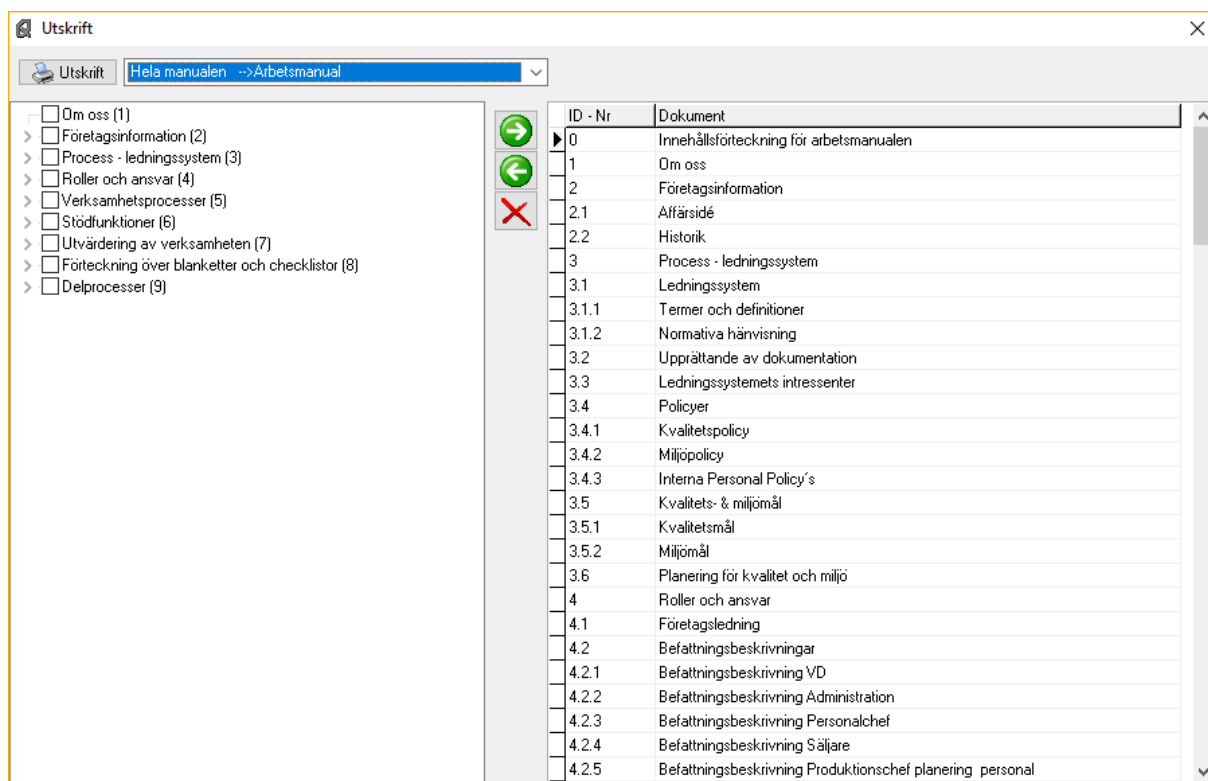 Utskrift
Utskrift
Hela manualen -->Arbetsmanual
Om oss (1)
Företagsinformation (2)
Process - ledningssystem (3)
Roller och ansvar (4)
Verksamhetsprocesser (5)
Stödfunktioner (6)
Utvärdering av verksamheten (7)
Förteckning över blanketter och checklistor (8)
Delprocesser (9)
ID - Nr Dokument
0 Innehållsförteckning för arbetsmanualen
1 Om oss
2 Företagsinformation
2.1 Affärsidé
2.2 Historik
3 Process - ledningssystem
3.1 Ledningssystem
3.1.1 Termer och definitioner
3.1.2 Normativa hänvisning
3.2 Upprättande av dokumentation
3.3 Ledningssystemets intressenter
3.4 Policyer
3.4.1 Kvalitetspolicy
3.4.2 Miljöpolicy
3.4.3 Interna Personal Policy´s
3.5 Kvalitets- & miljömål
3.5.1 Kvalitetsmål
3.5.2 Miljömål
3.6 Planering för kvalitet och miljö
4 Roller och ansvar
4.1 Företagsledning
4.2 Befattningsbeskrivningar
4.2.1 Befattningsbeskrivning VD
4.2.2 Befattningsbeskrivning Administration
4.2.3 Befattningsbeskrivning Personalchef
4.2.4 Befattningsbeskrivning Säljare
4.2.5 Befattningsbeskrivning Produktionschef planering personal